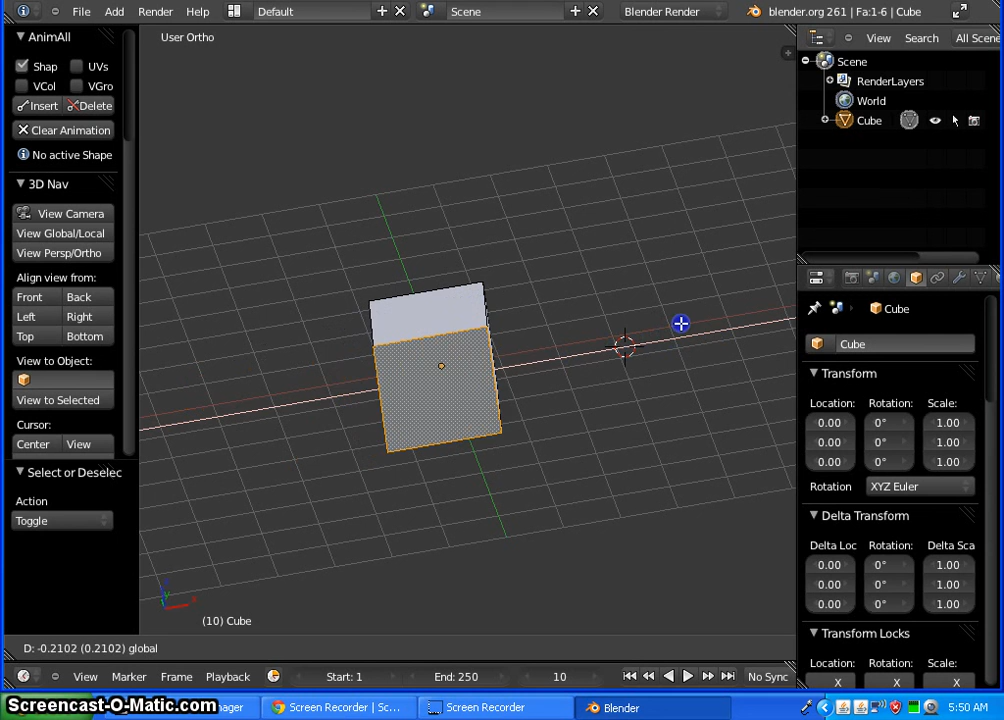 File Add Render Help Default Scene Blender Render blender.org 261 | Fa:1-6 | Cube
AnimAll
Shap UVs
VCol VGro
Insert Delete
Clear Animation
No active Shape
3D Nav
View Camera
View Global/Local
View Persp/Ortho
Align view from:
Front Back
Left Right
Top Bottom
View to Object:
View to Selected
Cursor:
Center View
Select or Deselec
Action
Toggle
User Ortho
(10) Cube
D: -0.2102 (0.2102) global
View Search All Scene
Scene
RenderLayers
World
Cube
Cube
Cube
Transform
Location: Rotation: Scale:
0.00 0° 1.00
0.00 0° 1.00
0.00 0° 1.00
Rotation XYZ Euler
Delta Transform
Delta Loc Rotation: Delta Sca
0.00 0° 1.00
0.00 0° 1.00
0.00 0° 1.00
Transform Locks
Location: Rotation: Scale:
X X X
View Marker Frame Playback Start: 1 End: 250 10 No Sync
Screencast-O-Matic.com nager Screen Recorder | Sc... Screen Recorder Blender 5:50 AM